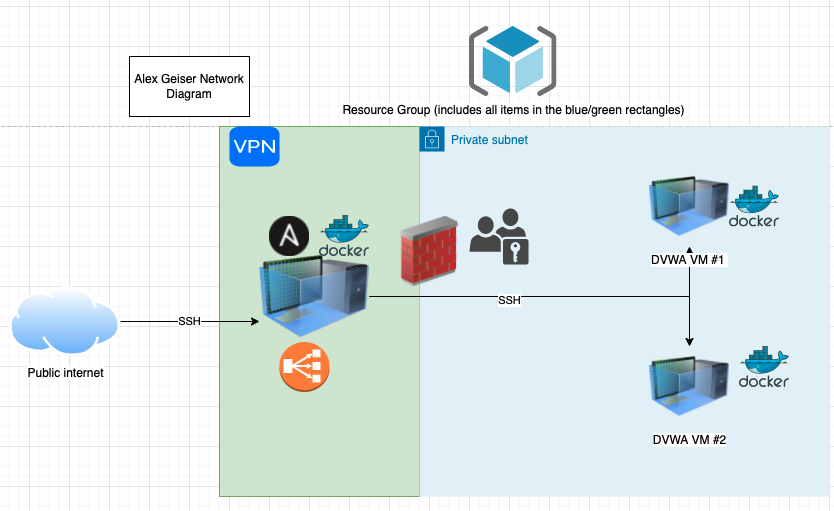 Alex Geiser Network
Diagram
Resource Group (includes all items in the blue/green rectangles)
VPN
Private subnet
A
docker
docker
DVWA VM #1
SSH
SSH
Public internet
docker
DVWA VM #2